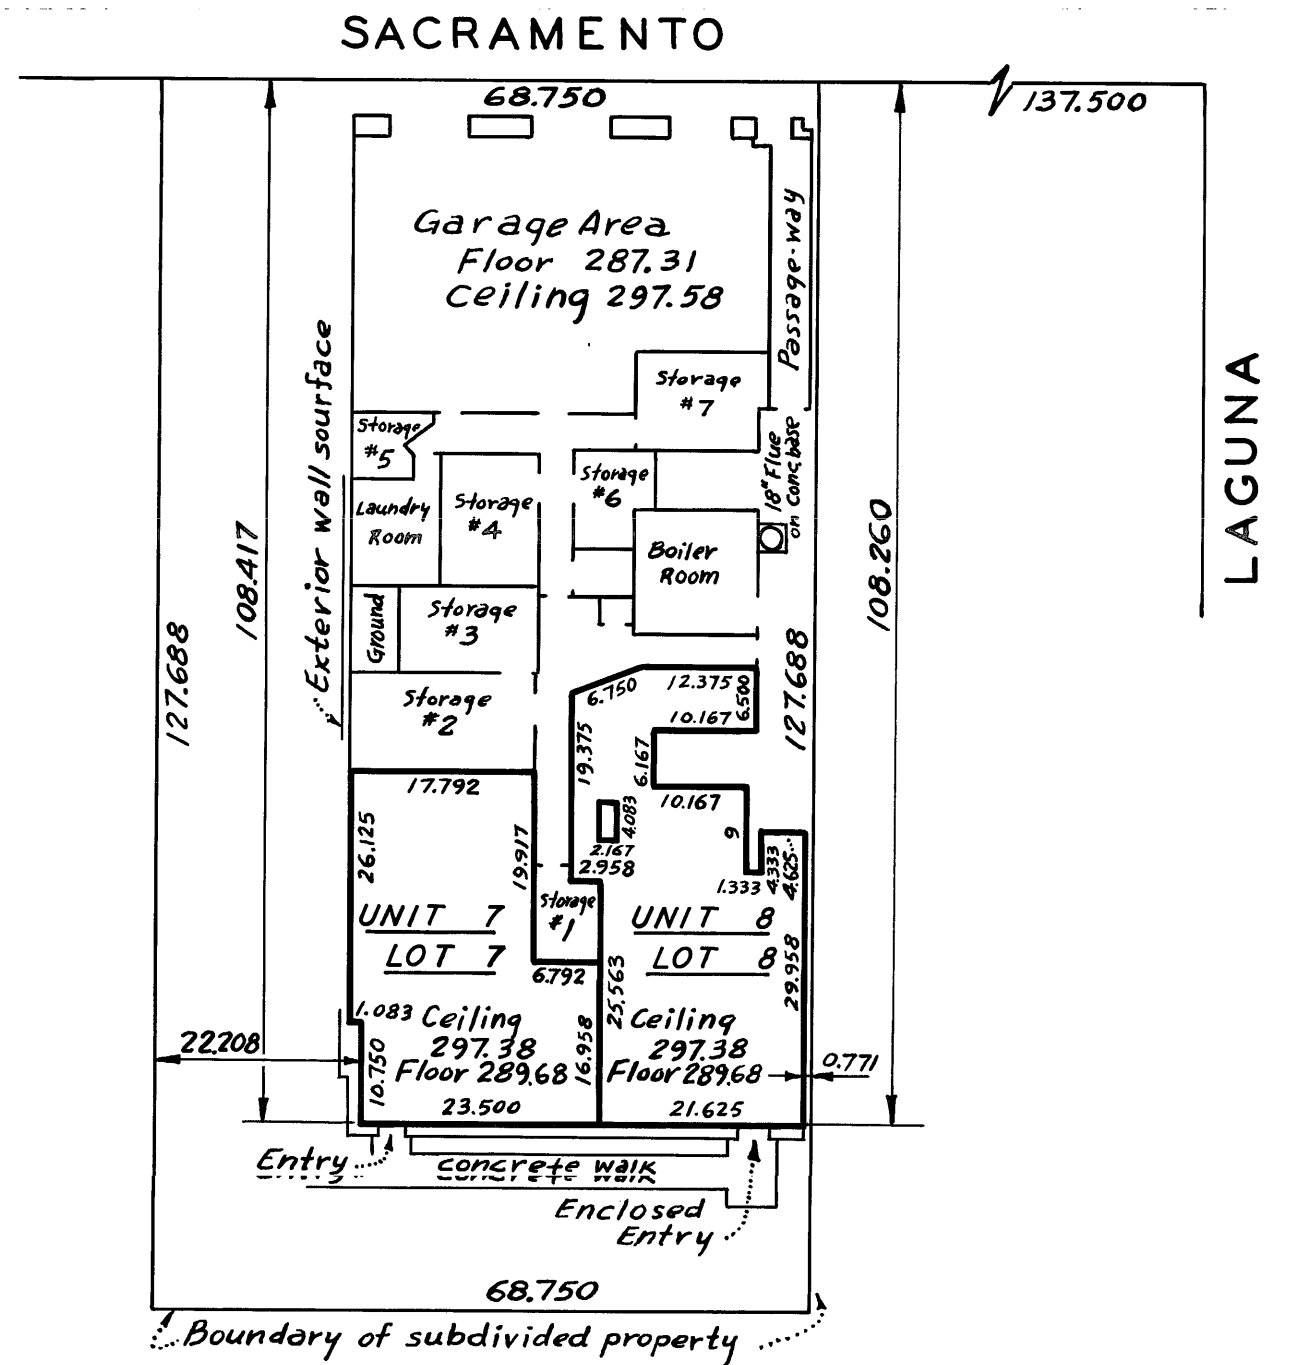 SACRAMENTO
68.750
137.500
Garage Area
Floor 287.31
Ceiling 297.58
Passage-way
LAGUNA
Exterior wall sourface
Storage
#7
Storage
#5
18" Flue
on Conc.base
Storage
#6
Storage
#4
Laundry
Room
Boiler
Room
108.417
108.260
127.688
127.688
Ground
Storage
#3
Storage
#2
6.750
12.375
6.500
10.167
19.375
6.167
17.792
10.167
26.125
19.917
4.083
2.167
2.958
9
1.333
4.333
4.625
Storage
#1
UNIT 7
LOT 7
UNIT 8
LOT 8
6.792
25.563
29.958
1.083
Ceiling
297.38
Floor 289.68
16.958
Ceiling
297.38
Floor 289.68
22.208
10.750
0.771
23.500
21.625
Entry
concrete walk
Enclosed
Entry
68.750
Boundary of subdivided property